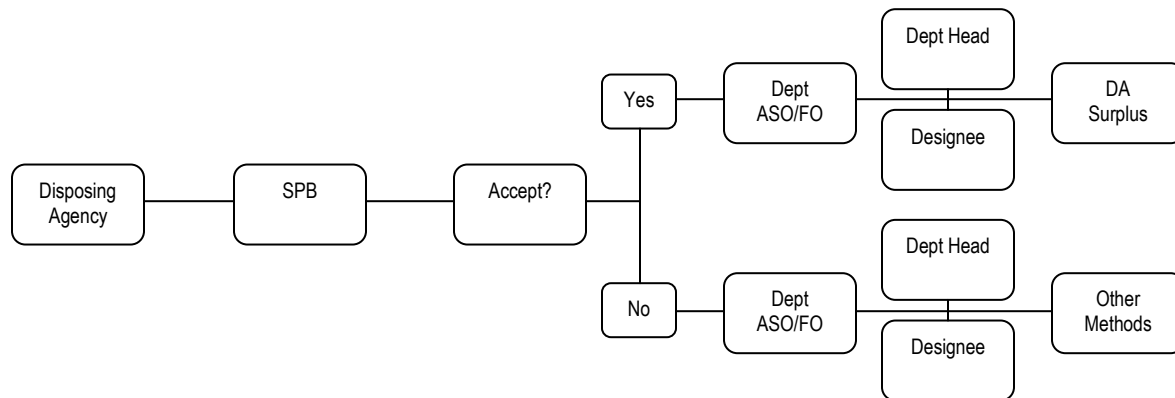 Disposing
Agency
SPB
Accept?
Yes
Dept
ASO/FO
Dept Head
Designee
DA
Surplus
No
Dept
ASO/FO
Dept Head
Designee
Other
Methods